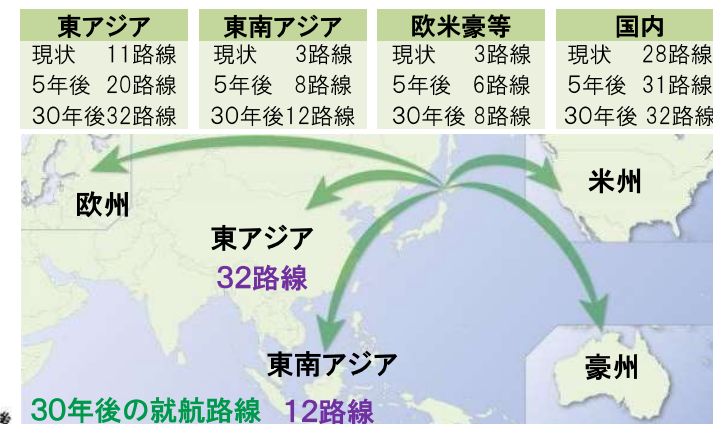 東アジア
現状 11路線
5年後 20路線
30年後32路線
東南アジア
現状 3路線
5年後 8路線
30年後12路線
欧米豪等
現状 3路線
5年後 6路線
30年後 8路線
国内
現状 28路線
5年後 31路線
30年後 32路線
欧州
米州
東アジア
32路線
東南アジア
12路線
豪州
30年後の就航路線
後